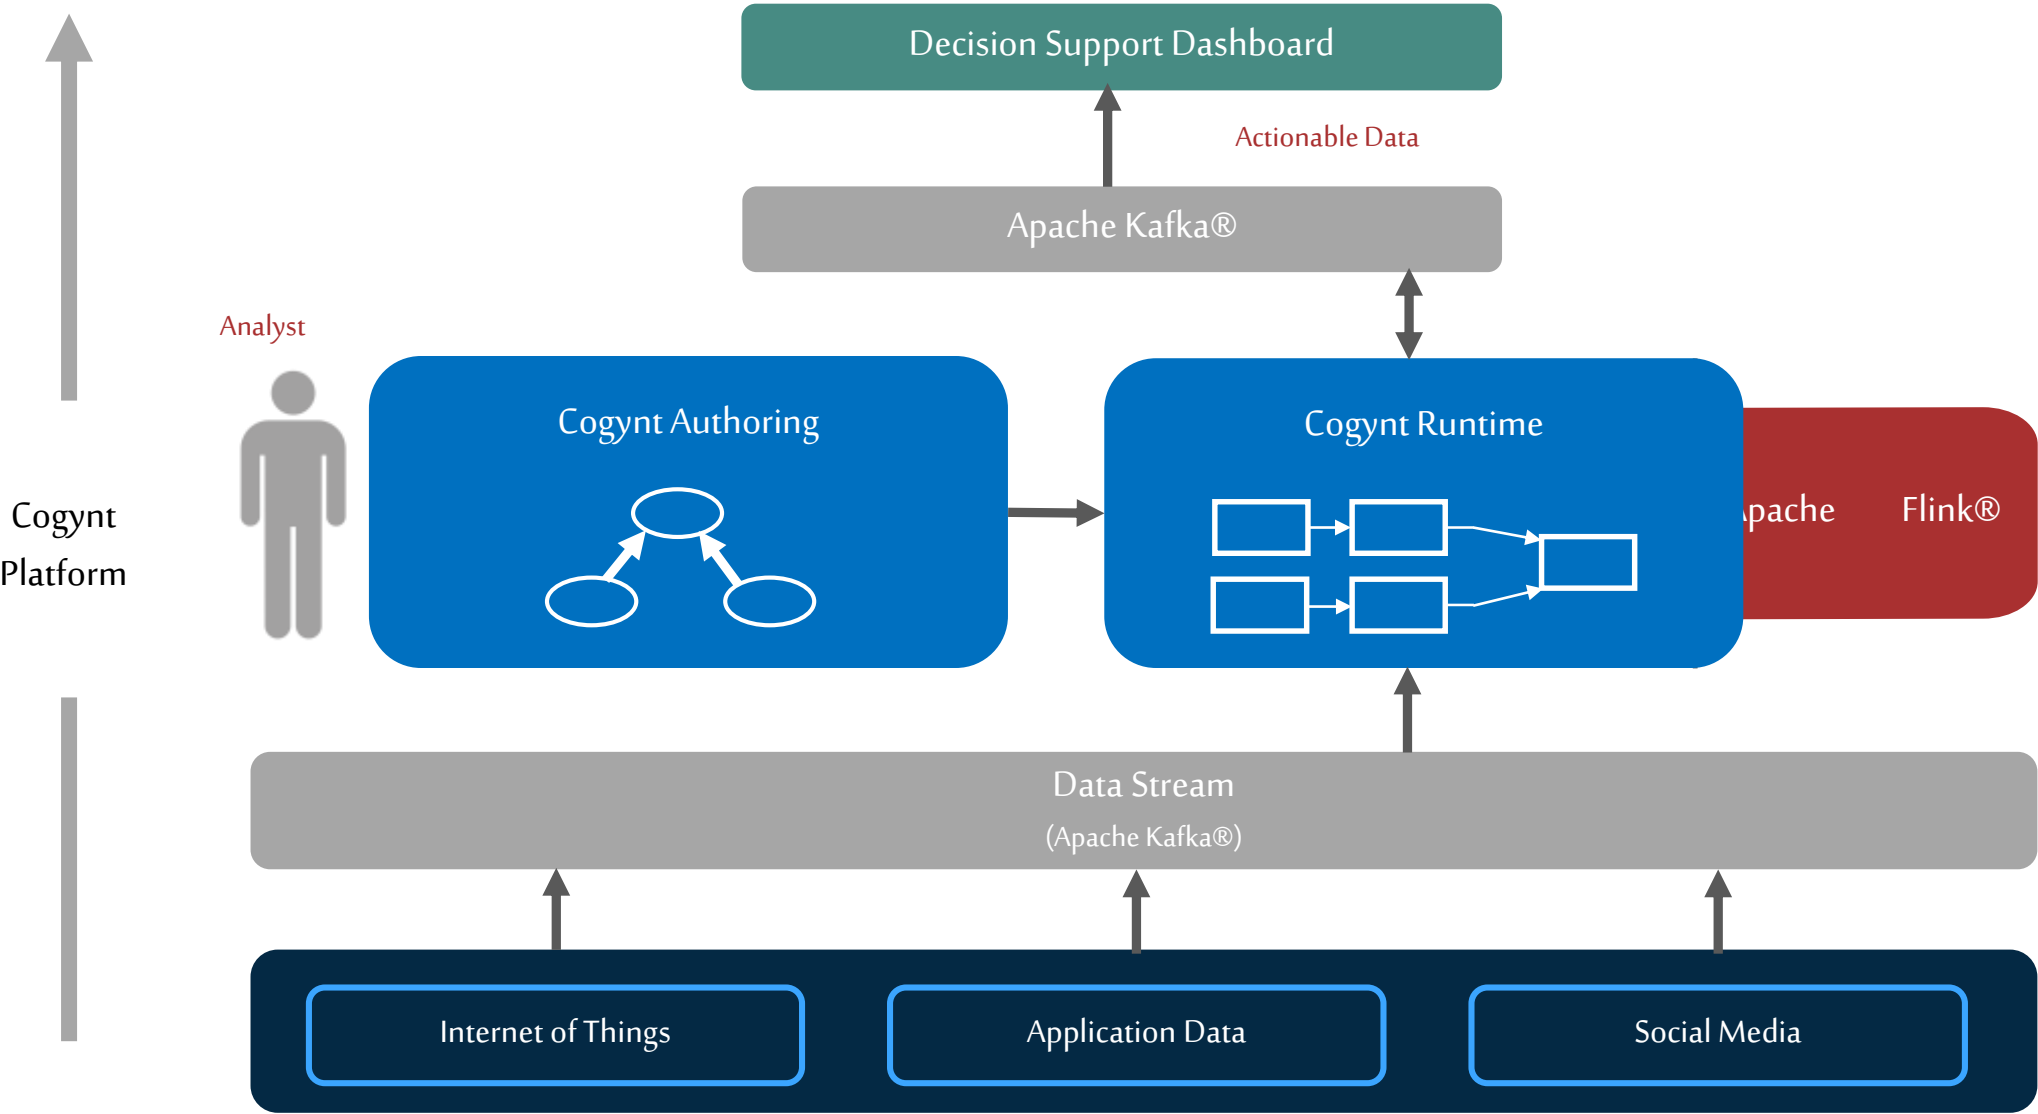 Decision Support Dashboard
Actionable Data
Apache Kafka®
Analyst
Cogynt Authoring
Cogynt Runtime
Cogynt
Platform
pache Flink®
Data Stream
(Apache Kafka®)
Internet of Things
Application Data
Social Media